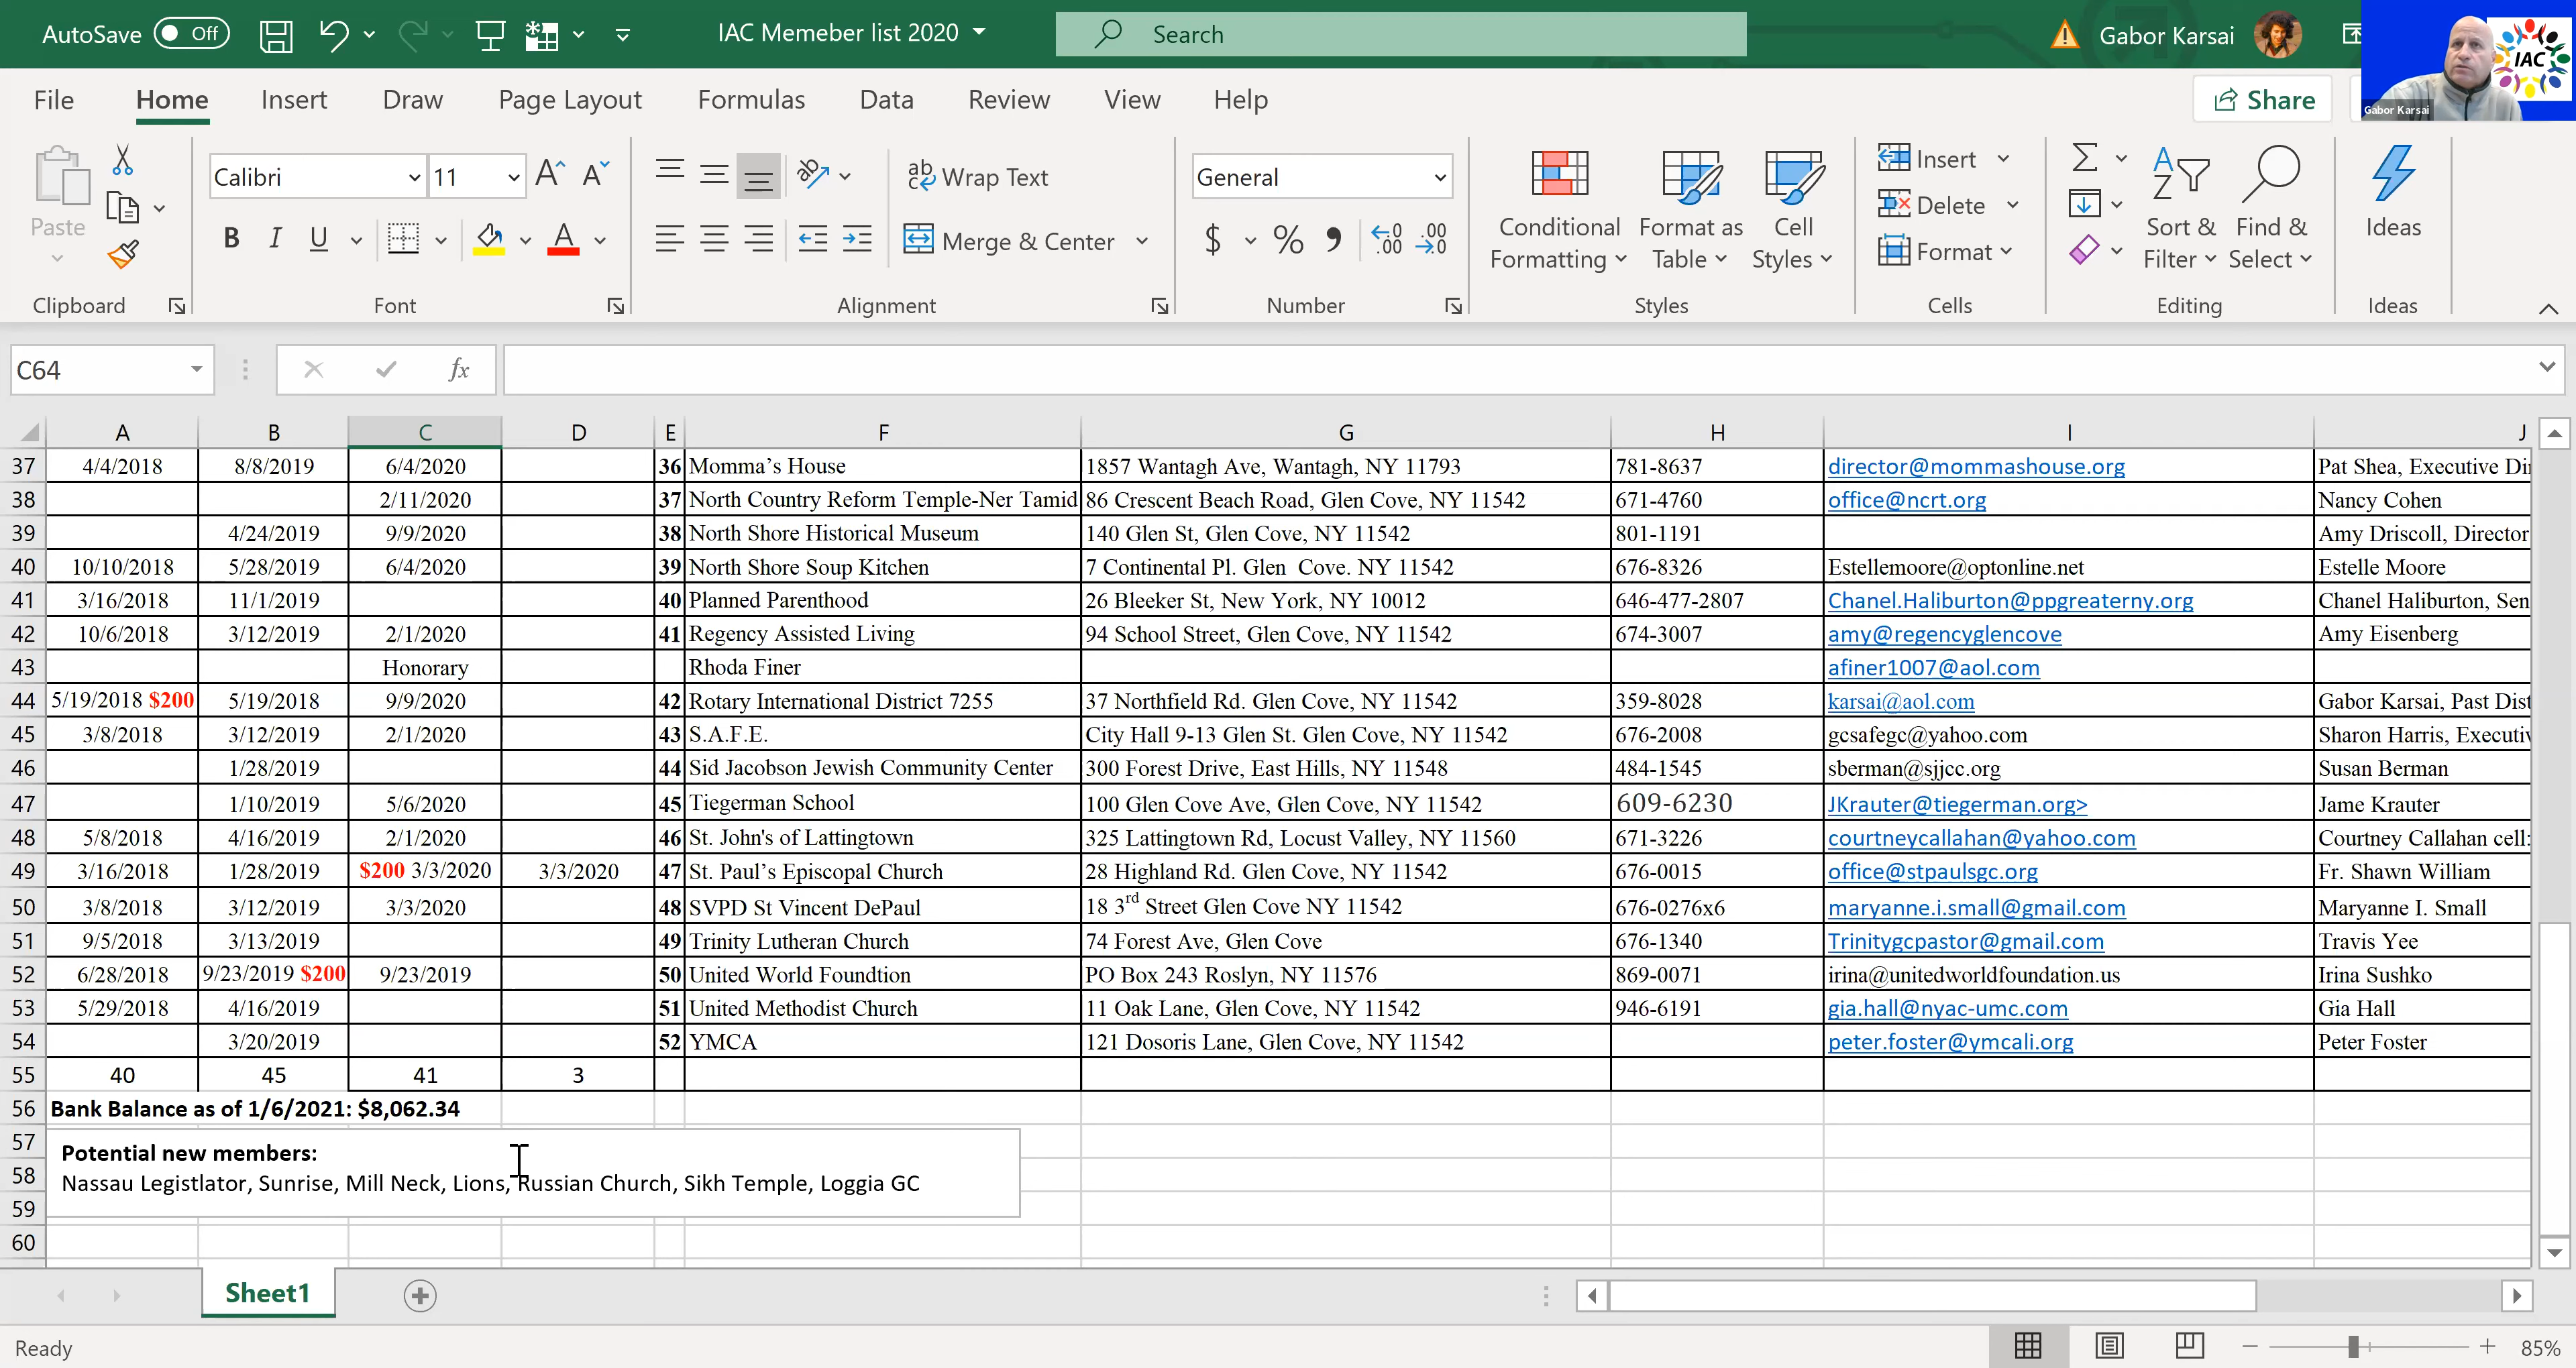 AutoSave Off IAC Memeber list 2020 Search Gabor Karsai
IAC
Gabor Karsai
File Home Insert Draw Page Layout Formulas Data Review View Help Share
Calibri 11 Wrap Text General Insert
Paste Conditional Formatting Format as Table Cell Styles Delete Sort & Filter Find & Select Ideas
B I U Merge & Center $ % , Format
Clipboard Font Alignment Number Styles Cells Editing Ideas
C64 fx
A B C D E F G H I J
37 4/4/2018 8/8/2019 6/4/2020 36 Momma’s House 1857 Wantagh Ave, Wantagh, NY 11793 781-8637 director@mommashouse.org Pat Shea, Executive Di
38 2/11/2020 37 North Country Reform Temple-Ner Tamid 86 Crescent Beach Road, Glen Cove, NY 11542 671-4760 office@ncrt.org Nancy Cohen
39 4/24/2019 9/9/2020 38 North Shore Historical Museum 140 Glen St, Glen Cove, NY 11542 801-1191 Amy Driscoll, Director
40 10/10/2018 5/28/2019 6/4/2020 39 North Shore Soup Kitchen 7 Continental Pl. Glen Cove. NY 11542 676-8326 Estellemoore@optonline.net Estelle Moore
41 3/16/2018 11/1/2019 40 Planned Parenthood 26 Bleeker St, New York, NY 10012 646-477-2807 Chanel.Haliburton@ppgreaterny.org Chanel Haliburton, Sen
42 10/6/2018 3/12/2019 2/1/2020 41 Regency Assisted Living 94 School Street, Glen Cove, NY 11542 674-3007 amy@regencyglencove Amy Eisenberg
43 Honorary Rhoda Finer afiner1007@aol.com
44 5/19/2018 $200 5/19/2018 9/9/2020 42 Rotary International District 7255 37 Northfield Rd. Glen Cove, NY 11542 359-8028 karsai@aol.com Gabor Karsai, Past Dist
45 3/8/2018 3/12/2019 2/1/2020 43 S.A.F.E. City Hall 9-13 Glen St. Glen Cove, NY 11542 676-2008 gcsafegc@yahoo.com Sharon Harris, Executiv
46 1/28/2019 44 Sid Jacobson Jewish Community Center 300 Forest Drive, East Hills, NY 11548 484-1545 sberman@sjjcc.org Susan Berman
47 1/10/2019 5/6/2020 45 Tiegerman School 100 Glen Cove Ave, Glen Cove, NY 11542 609-6230 JKrauter@tiegerman.org> Jame Krauter
48 5/8/2018 4/16/2019 2/1/2020 46 St. John's of Lattingtown 325 Lattingtown Rd, Locust Valley, NY 11560 671-3226 courtneycallahan@yahoo.com Courtney Callahan cell:
49 3/16/2018 1/28/2019 $200 3/3/2020 3/3/2020 47 St. Paul’s Episcopal Church 28 Highland Rd. Glen Cove, NY 11542 676-0015 office@stpaulsgc.org Fr. Shawn William
50 3/8/2018 3/12/2019 3/3/2020 48 SVPD St Vincent DePaul 18 3rd Street Glen Cove NY 11542 676-0276x6 maryanne.i.small@gmail.com Maryanne I. Small
51 9/5/2018 3/13/2019 49 Trinity Lutheran Church 74 Forest Ave, Glen Cove 676-1340 Trinitygcpastor@gmail.com Travis Yee
52 6/28/2018 9/23/2019 $200 9/23/2019 50 United World Foundtion PO Box 243 Roslyn, NY 11576 869-0071 irina@unitedworldfoundation.us Irina Sushko
53 5/29/2018 4/16/2019 51 United Methodist Church 11 Oak Lane, Glen Cove, NY 11542 946-6191 gia.hall@nyac-umc.com Gia Hall
54 3/20/2019 52 YMCA 121 Dosoris Lane, Glen Cove, NY 11542 peter.foster@ymcali.org Peter Foster
55 40 45 41 3
56 Bank Balance as of 1/6/2021: $8,062.34
57 Potential new members:
58 Nassau Legistlator, Sunrise, Mill Neck, Lions, Russian Church, Sikh Temple, Loggia GC
59
60
Sheet1
Ready 85%